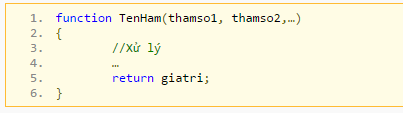 1. function TenHam(thamso1, thamso2,…)
2. {
3. //Xử lý
4. …
5. return giatri;
6. }